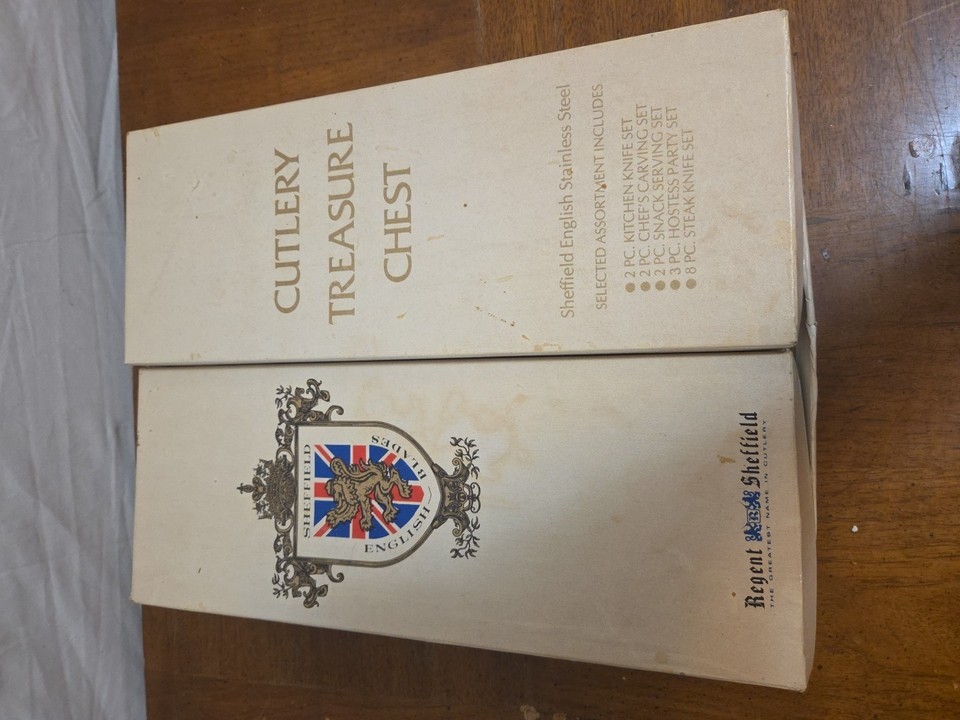 SHEFFIELD
ENGLISH
BLADES
Regent Sheffield
THE GREATEST NAME IN CUTLERY
CUTLERY
TREASURE
CHEST
Sheffield English Stainless Steel
SELECTED ASSORTMENT INCLUDES
● 2 PC. KITCHEN KNIFE SET
● 2 PC. CHEF'S CARVING SET
● 2 PC. SNACK SERVING SET
● 3 PC. HOSTESS PARTY SET
● 8 PC. STEAK KNIFE SET